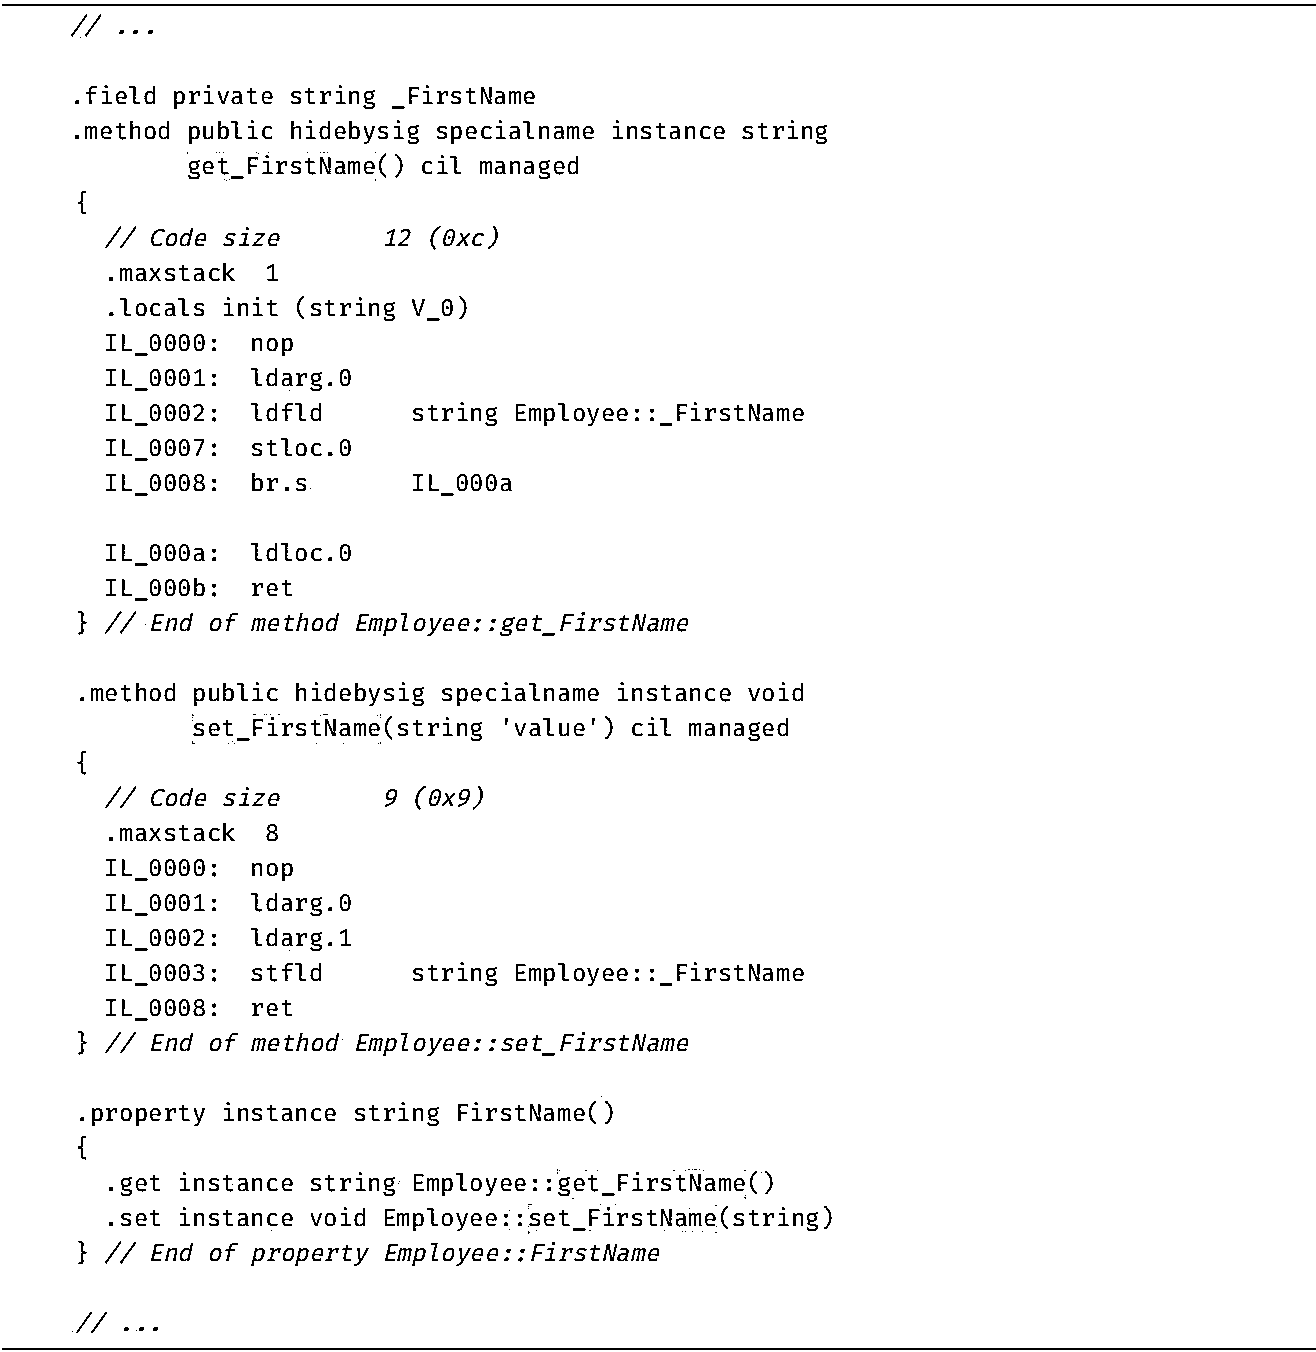 // ...
.field private string _FirstName
.method public hidebysig specialname instance string
get_FirstName() cil managed
{
// Code size 12 (0xc)
.maxstack 1
.locals init (string V_0)
IL_0000: nop
IL_0001: ldarg.0
IL_0002: ldfld string Employee::_FirstName
IL_0007: stloc.0
IL_0008: br.s IL_000a
IL_000a: ldloc.0
IL_000b: ret
} // End of method Employee::get_FirstName
.method public hidebysig specialname instance void
set_FirstName(string 'value') cil managed
{
// Code size 9 (0x9)
.maxstack 8
IL_0000: nop
IL_0001: ldarg.0
IL_0002: ldarg.1
IL_0003: stfld string Employee::_FirstName
IL_0008: ret
} // End of method Employee::set_FirstName
.property instance string FirstName()
{
.get instance string Employee::get_FirstName()
.set instance void Employee::set_FirstName(string)
} // End of property Employee::FirstName
// ...